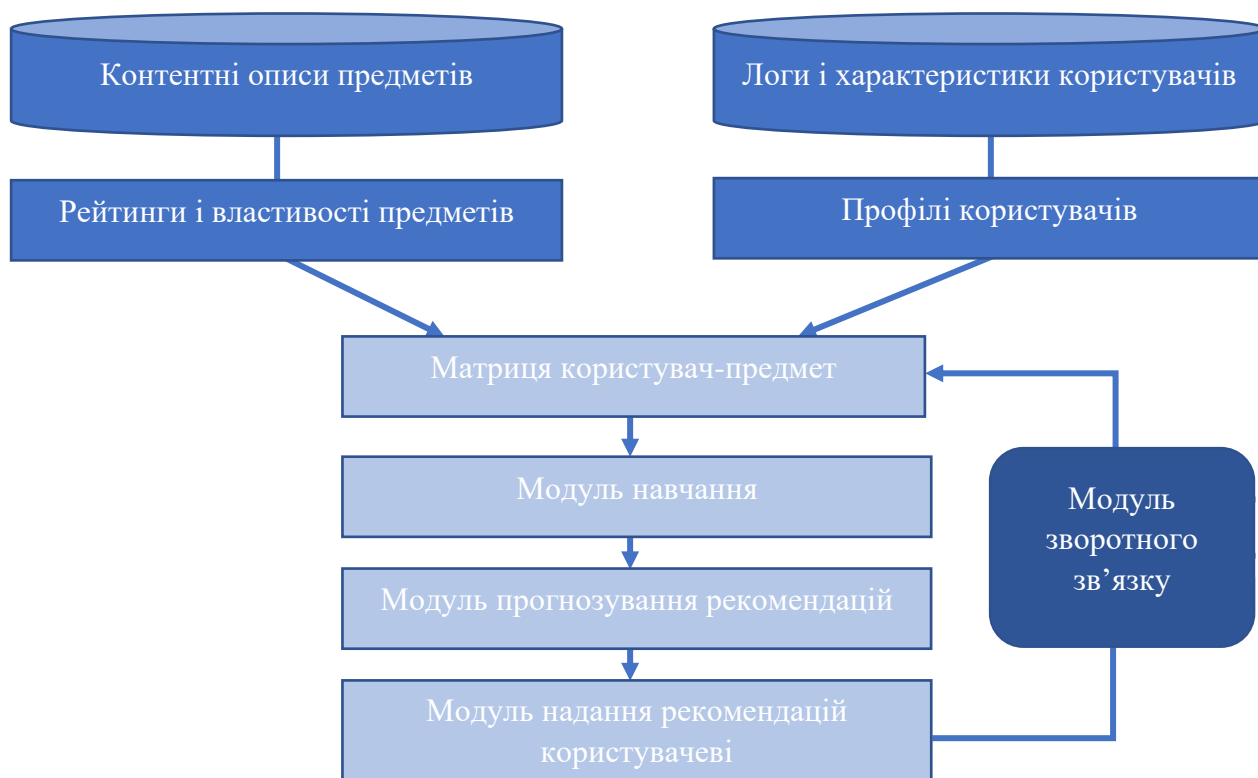 Контентні описи предметів
Логи і характеристики користувачів
Рейтинги і властивості предметів
Профілі користувачів
Матриця користувач-предмет
Модуль навчання
Модуль
зворотного
зв’язку
Модуль прогнозування рекомендацій
Модуль надання рекомендацій
користувачеві